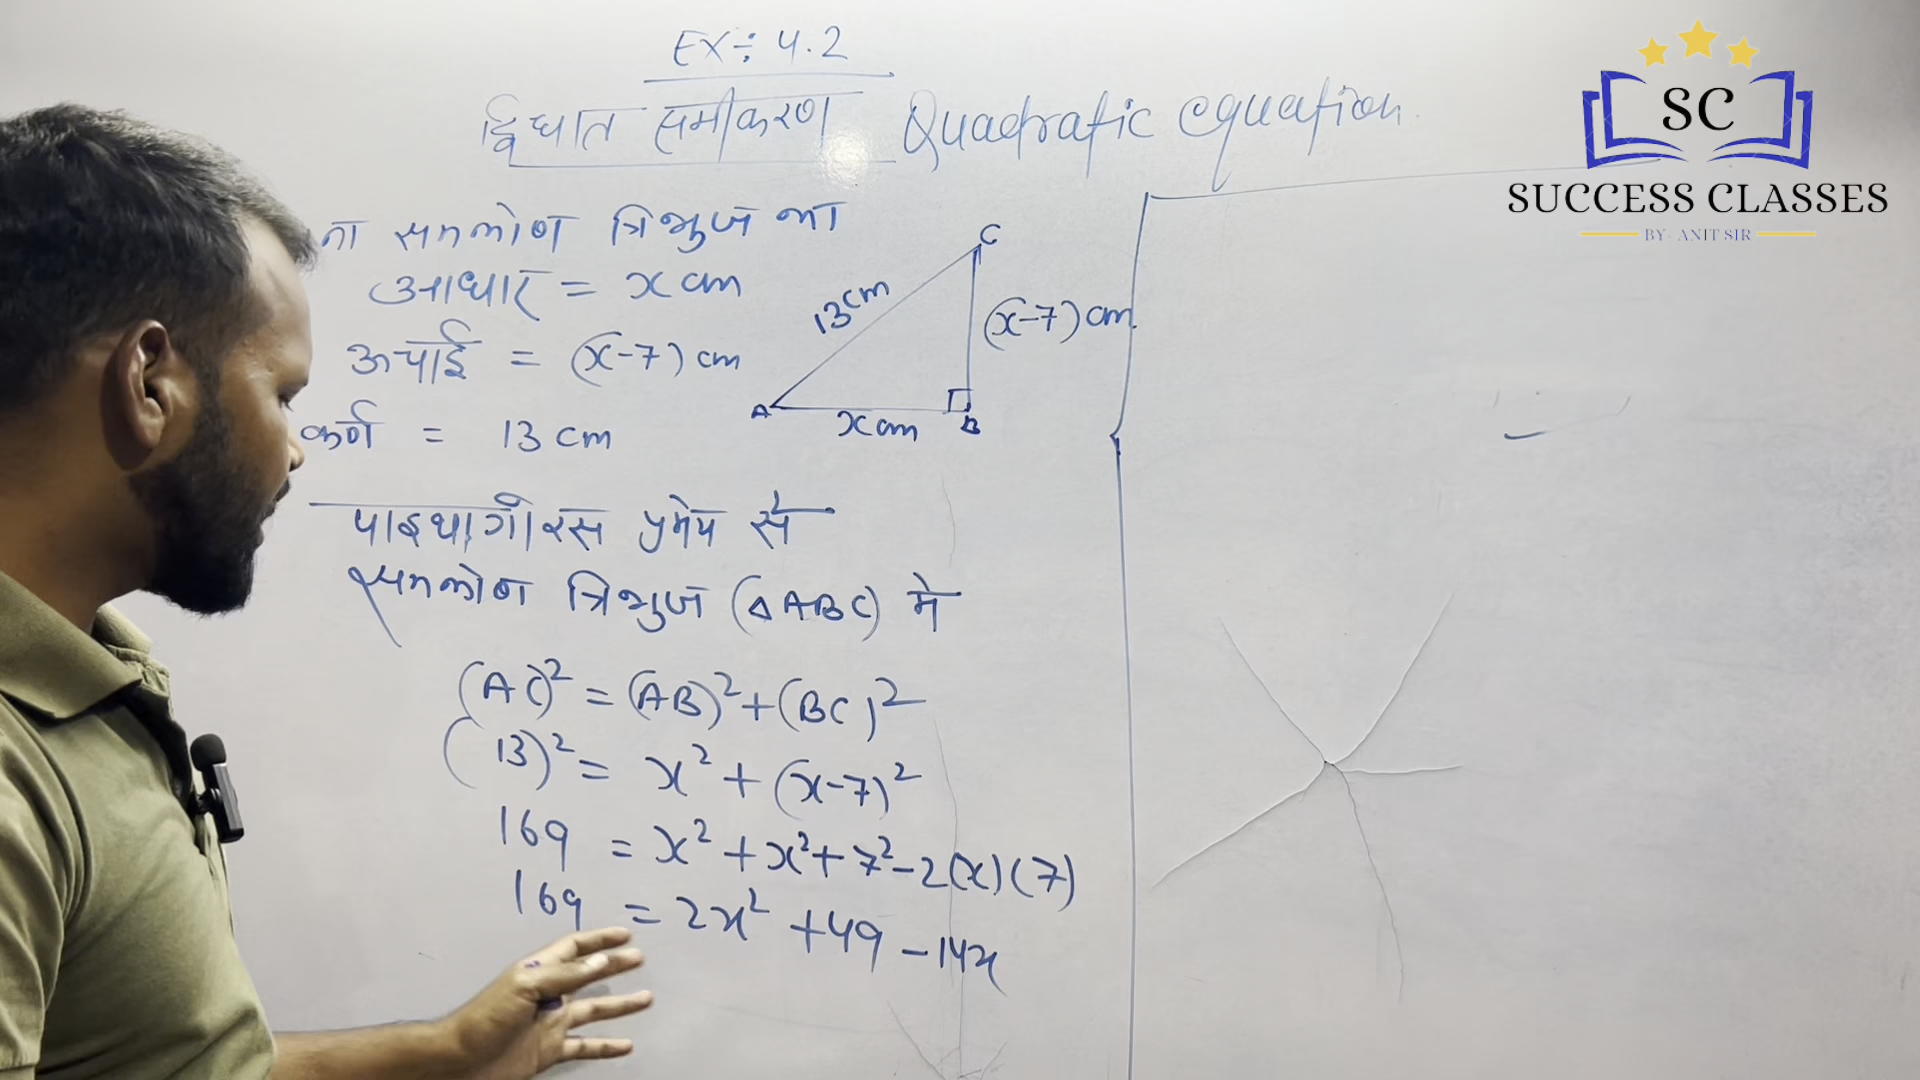 EX÷ 4.2
द्विघात समीकरण Quadratic equation
ना समकोण त्रिभुज का
आधार = x cm
ऊचाई = (x-7) cm
कर्ण = 13 cm
C
13cm
(x-7) cm
A
x cm
B
पाइथागोरस प्रमेय से
समकोण त्रिभुज (△ABC) मे
(AC)² = (AB)²+(BC)²
(13)² = x² + (x-7)²
169 = x² + x² + 7² - 2(x)(7)
169 = 2x² + 49 - 14x
SC
SUCCESS CLASSES
BY- ANIT SIR